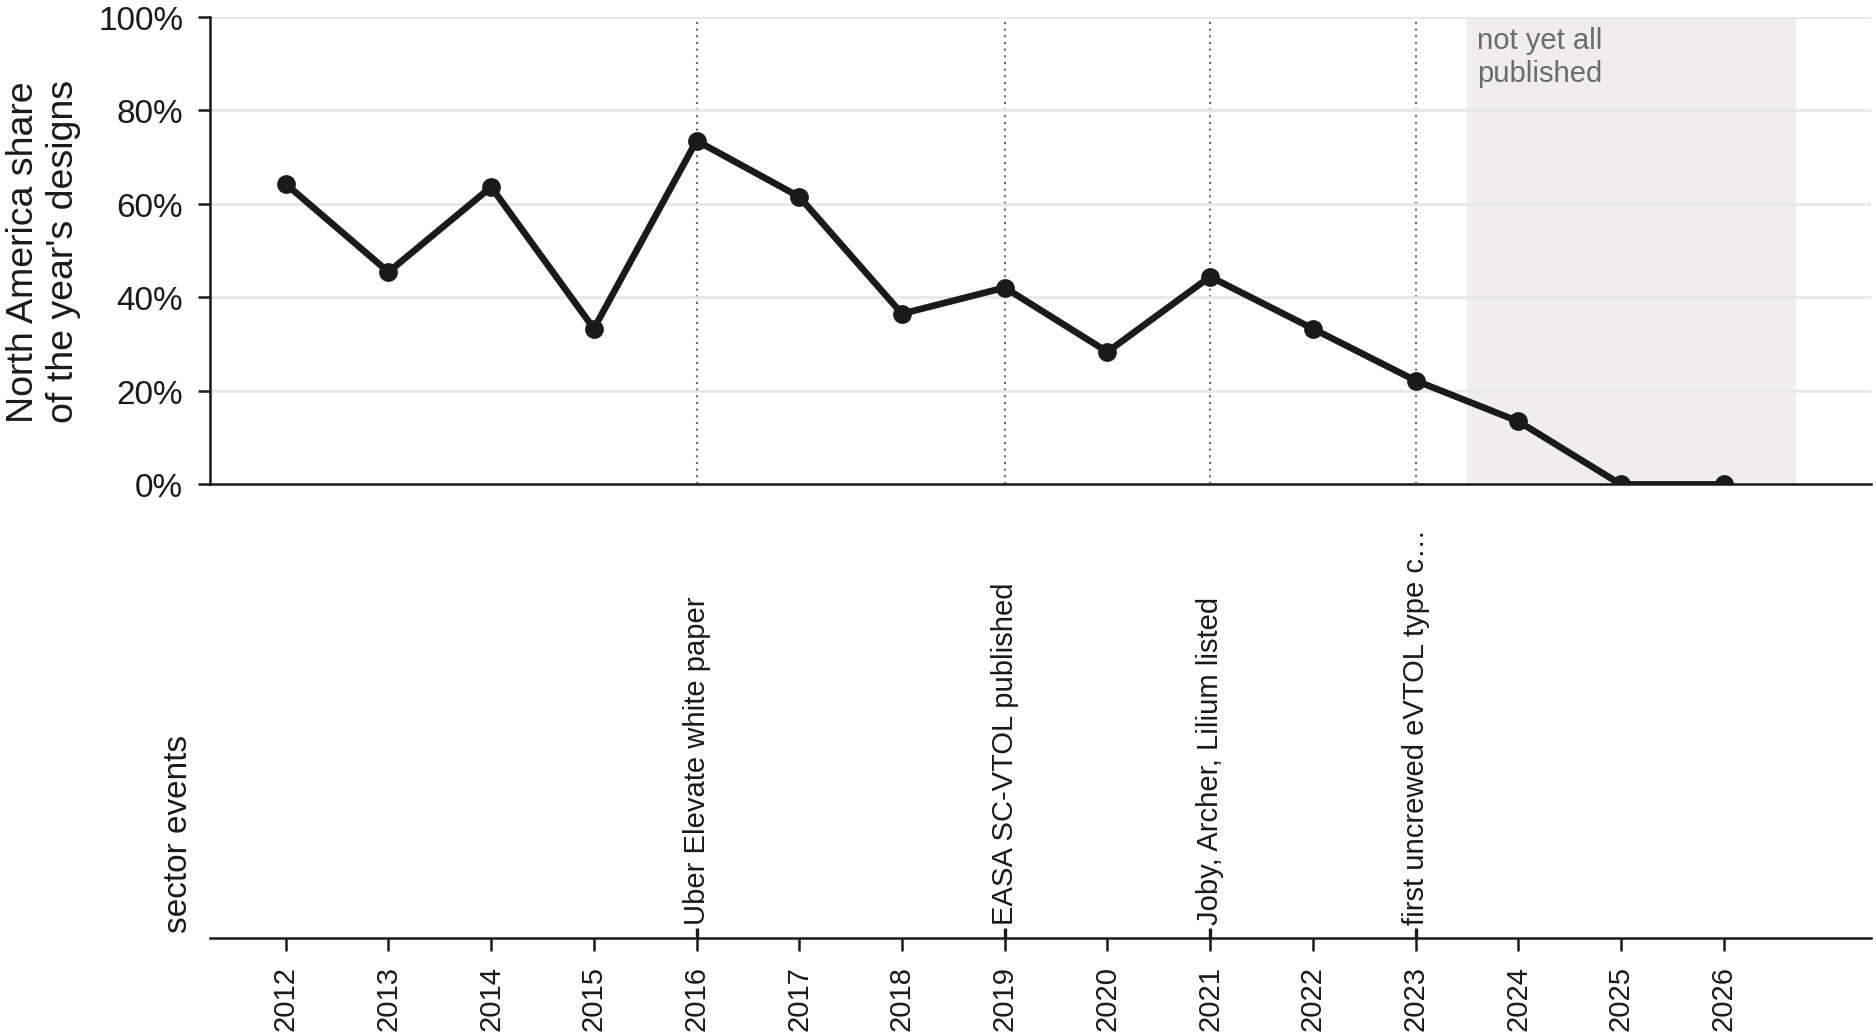 North America share
of the year's designs
100%
80%
60%
40%
20%
0%
not yet all
published
sector events
Uber Elevate white paper
EASA SC-VTOL published
Joby, Archer, Lilium listed
first uncrewed eVTOL type c…
2012
2013
2014
2015
2016
2017
2018
2019
2020
2021
2022
2023
2024
2025
2026